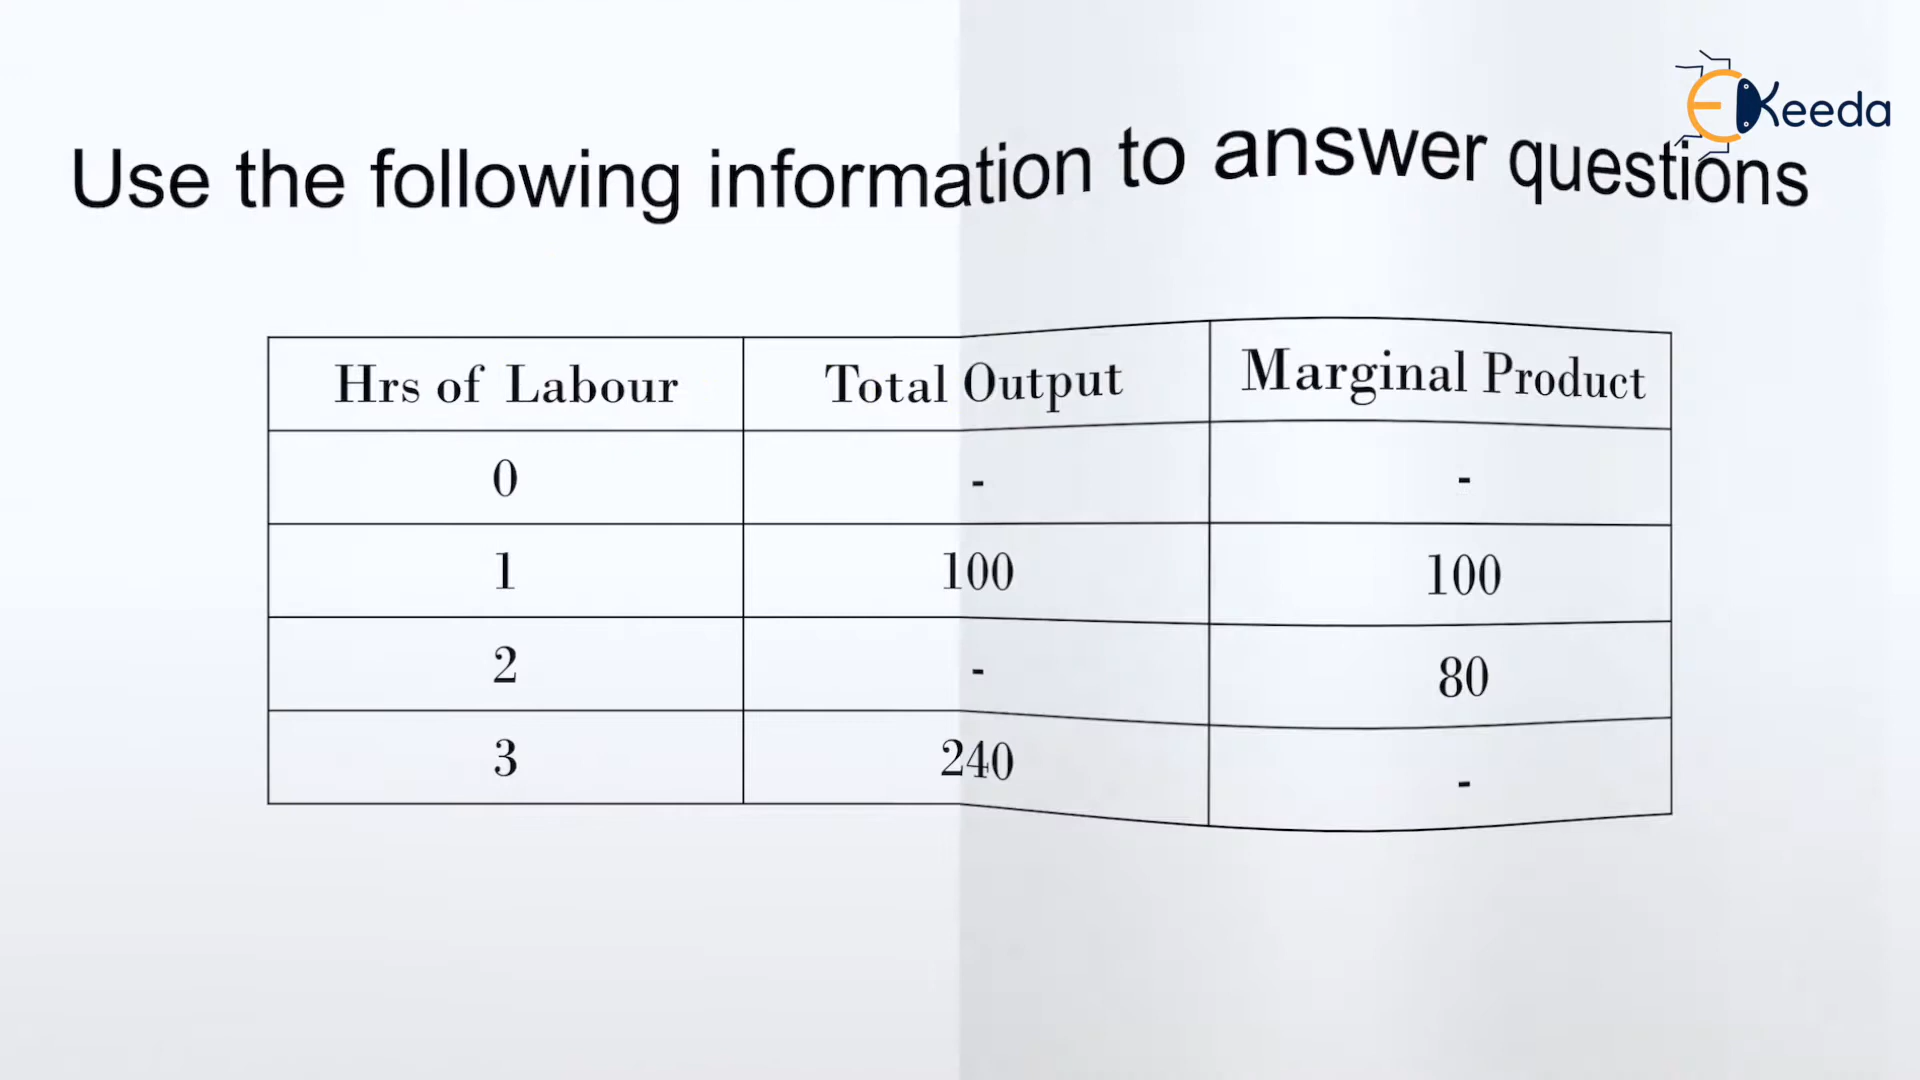 EKeeda
Use the following information to answer questions
Hrs of Labour Total Output Marginal Product
0 - -
1 100 100
2 - 80
3 240 -